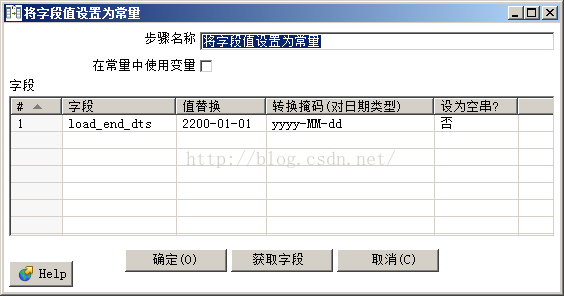 将字段值设置为常量
步骤名称 将字段值设置为常量
在常量中使用变量
字段
# 字段 值替换 转换掩码(对日期类型) 设为空串?
1 load_end_dts 2200-01-01 yyyy-MM-dd 否
http://blog.csdn.net/
确定(O) 获取字段 取消(C)
Help